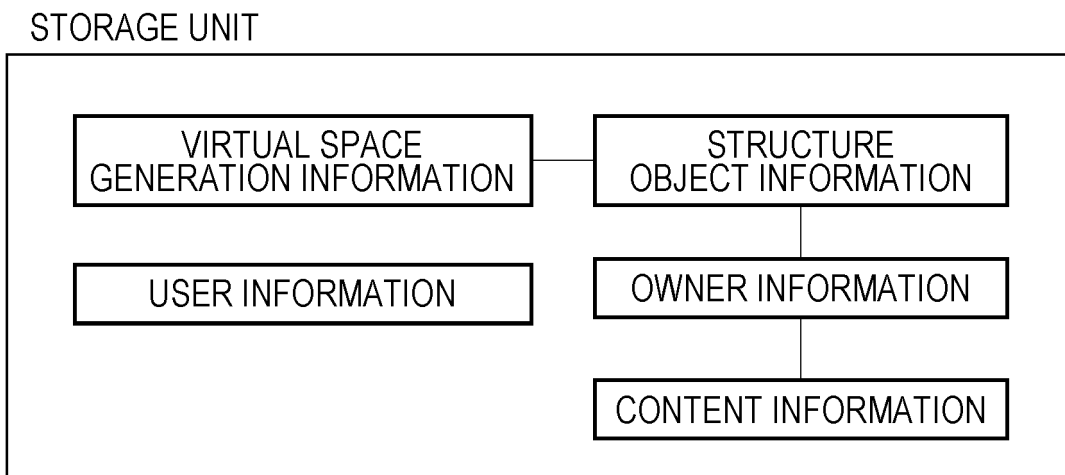 STORAGE UNIT
VIRTUAL SPACE
GENERATION INFORMATION
STRUCTURE
OBJECT INFORMATION
USER INFORMATION
OWNER INFORMATION
CONTENT INFORMATION